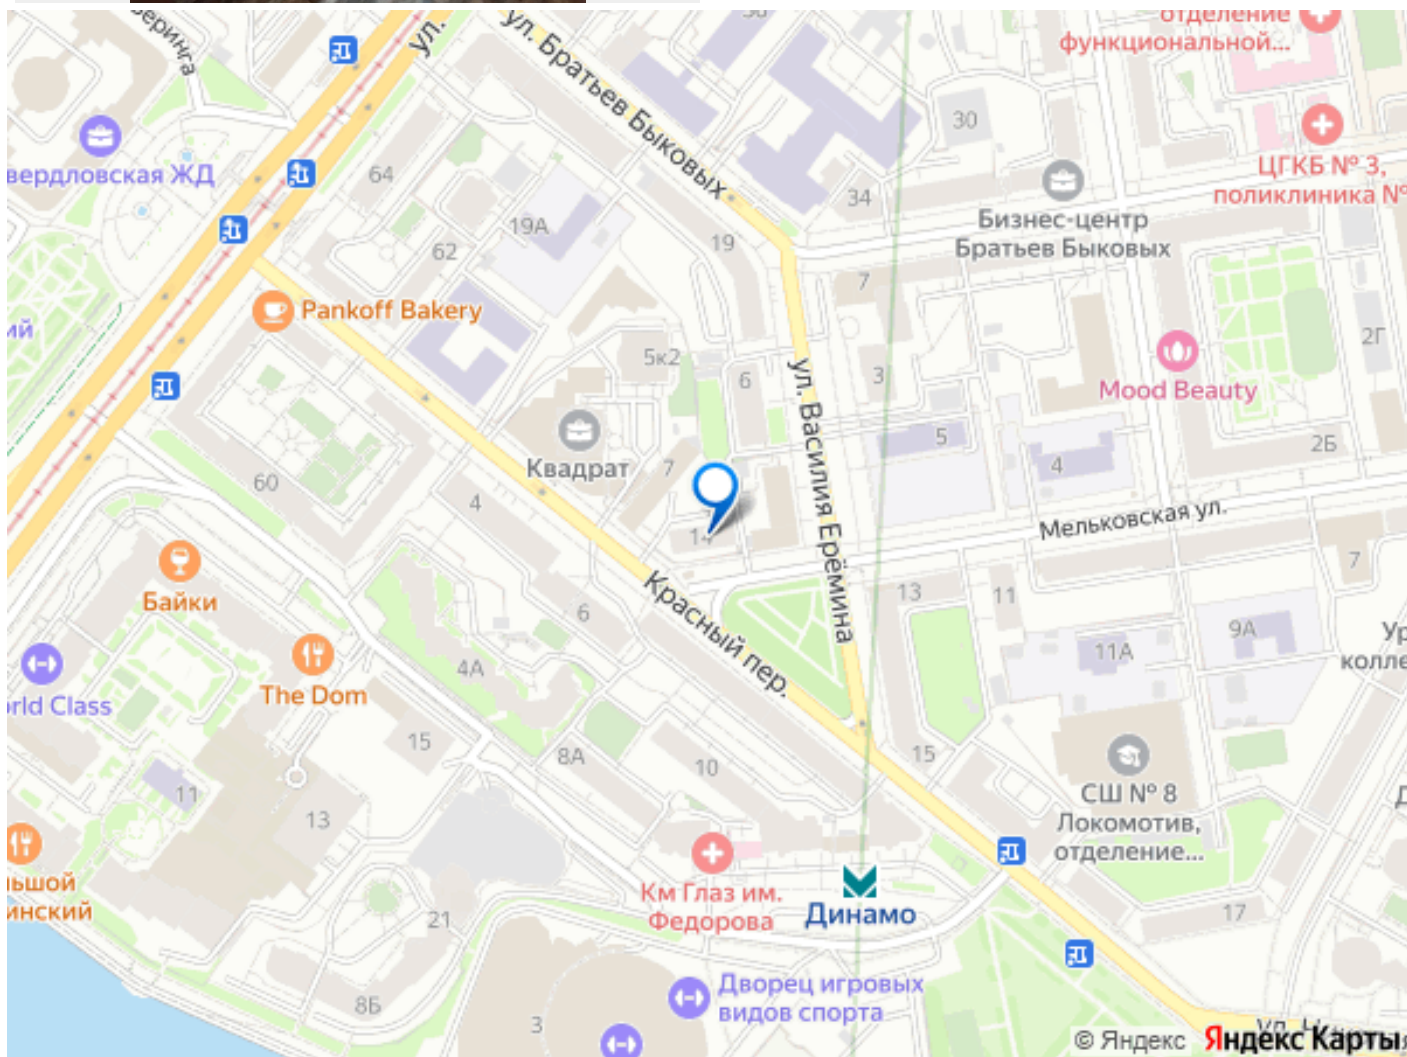 отделение
функциональной...
ул.
ул. Братьев Быковых
30
64
ЦГКБ № 3,
поликлиника №
вердловская ЖД
34
Бизнес-центр
Братьев Быковых
19А
19
62
7
Pankoff Bakery
2Г
5к2
6
3
Mood Beauty
ул. Василия Ерёмина
5
2Б
Квадрат
7
4
60
4
14
Мельковская ул.
7
Байки
6
13
11
9А
Красный пер.
11А
4А
The Dom
rld Class
колле
15
8А
10
15
11
13
СШ № 8
Локомотив,
отделение...
Км Глаз им.
Федорова
Динамо
ьшой
инский
21
17
8Б
Дворец игровых
видов спорта
3
© Яндекс
Яндекс Карты